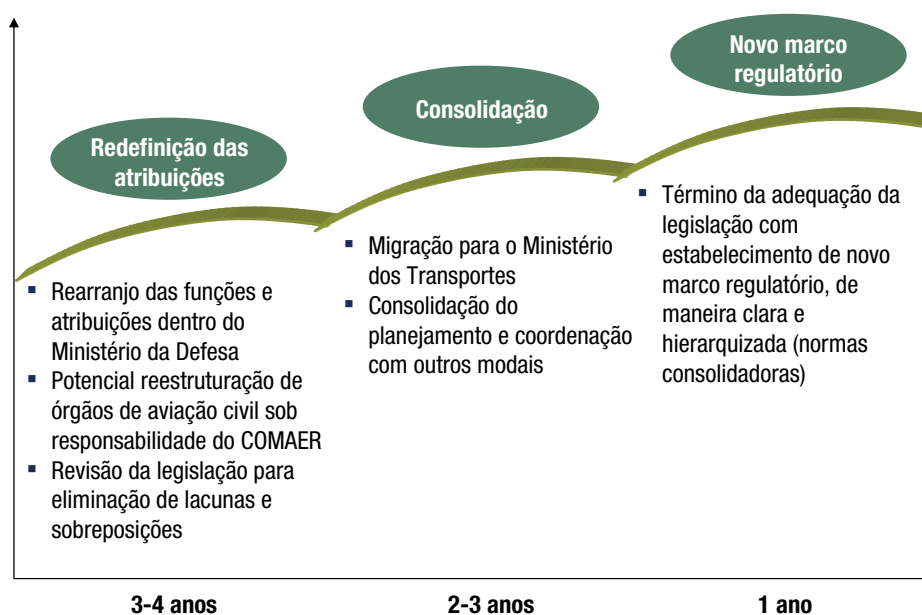 Redefinição das
atribuições
▪ Rearranjo das funções e
atribuições dentro do
Ministério da Defesa
▪ Potencial reestruturação de
órgãos de aviação civil sob
responsabilidade do COMAER
▪ Revisão da legislação para
eliminação de lacunas e
sobreposições
3-4 anos
Consolidação
▪ Migração para o Ministério
dos Transportes
▪ Consolidação do
planejamento e coordenação
com outros modais
2-3 anos
Novo marco
regulatório
▪ Término da adequação da
legislação com
estabelecimento de novo
marco regulatório, de
maneira clara e
hierarquizada (normas
consolidadoras)
1 ano